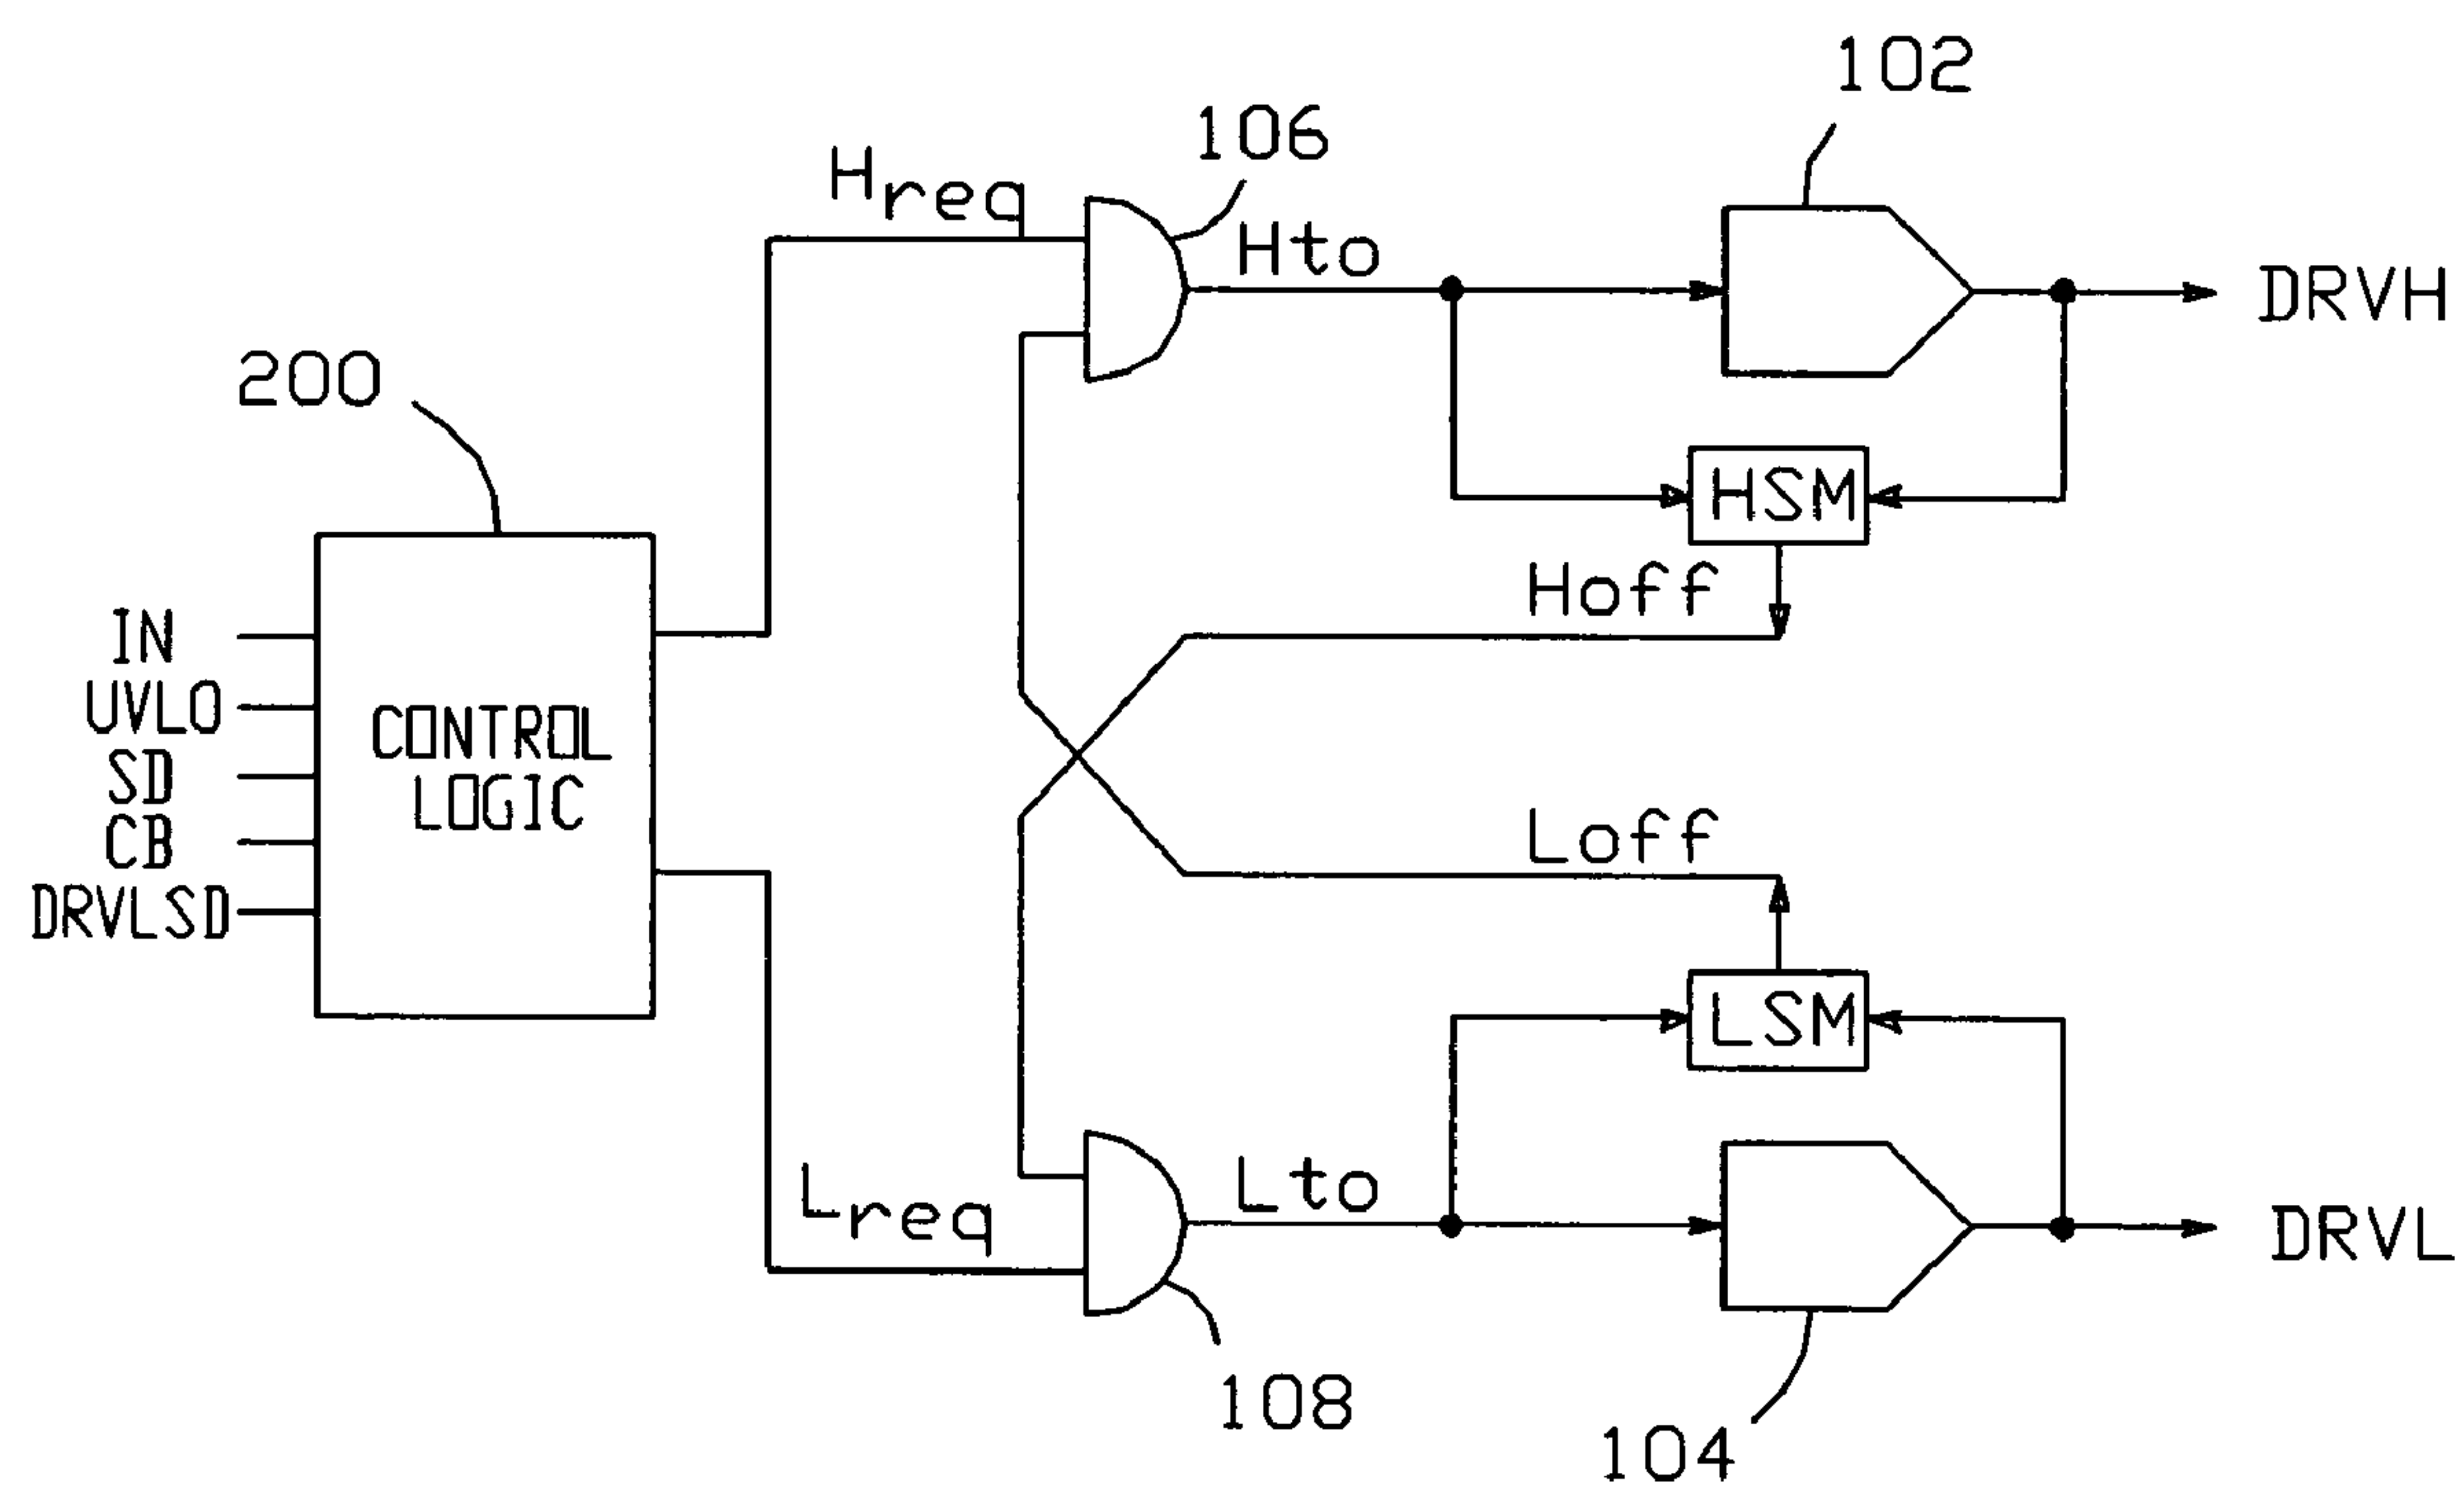 102
106
Hreq
Hto
DRVH
200
HSM
Hoff
IN
UVLO
SD
CB
DRVLSD
CONTROL
LOGIC
Loff
LSM
Lreq
Lto
DRVL
108
104